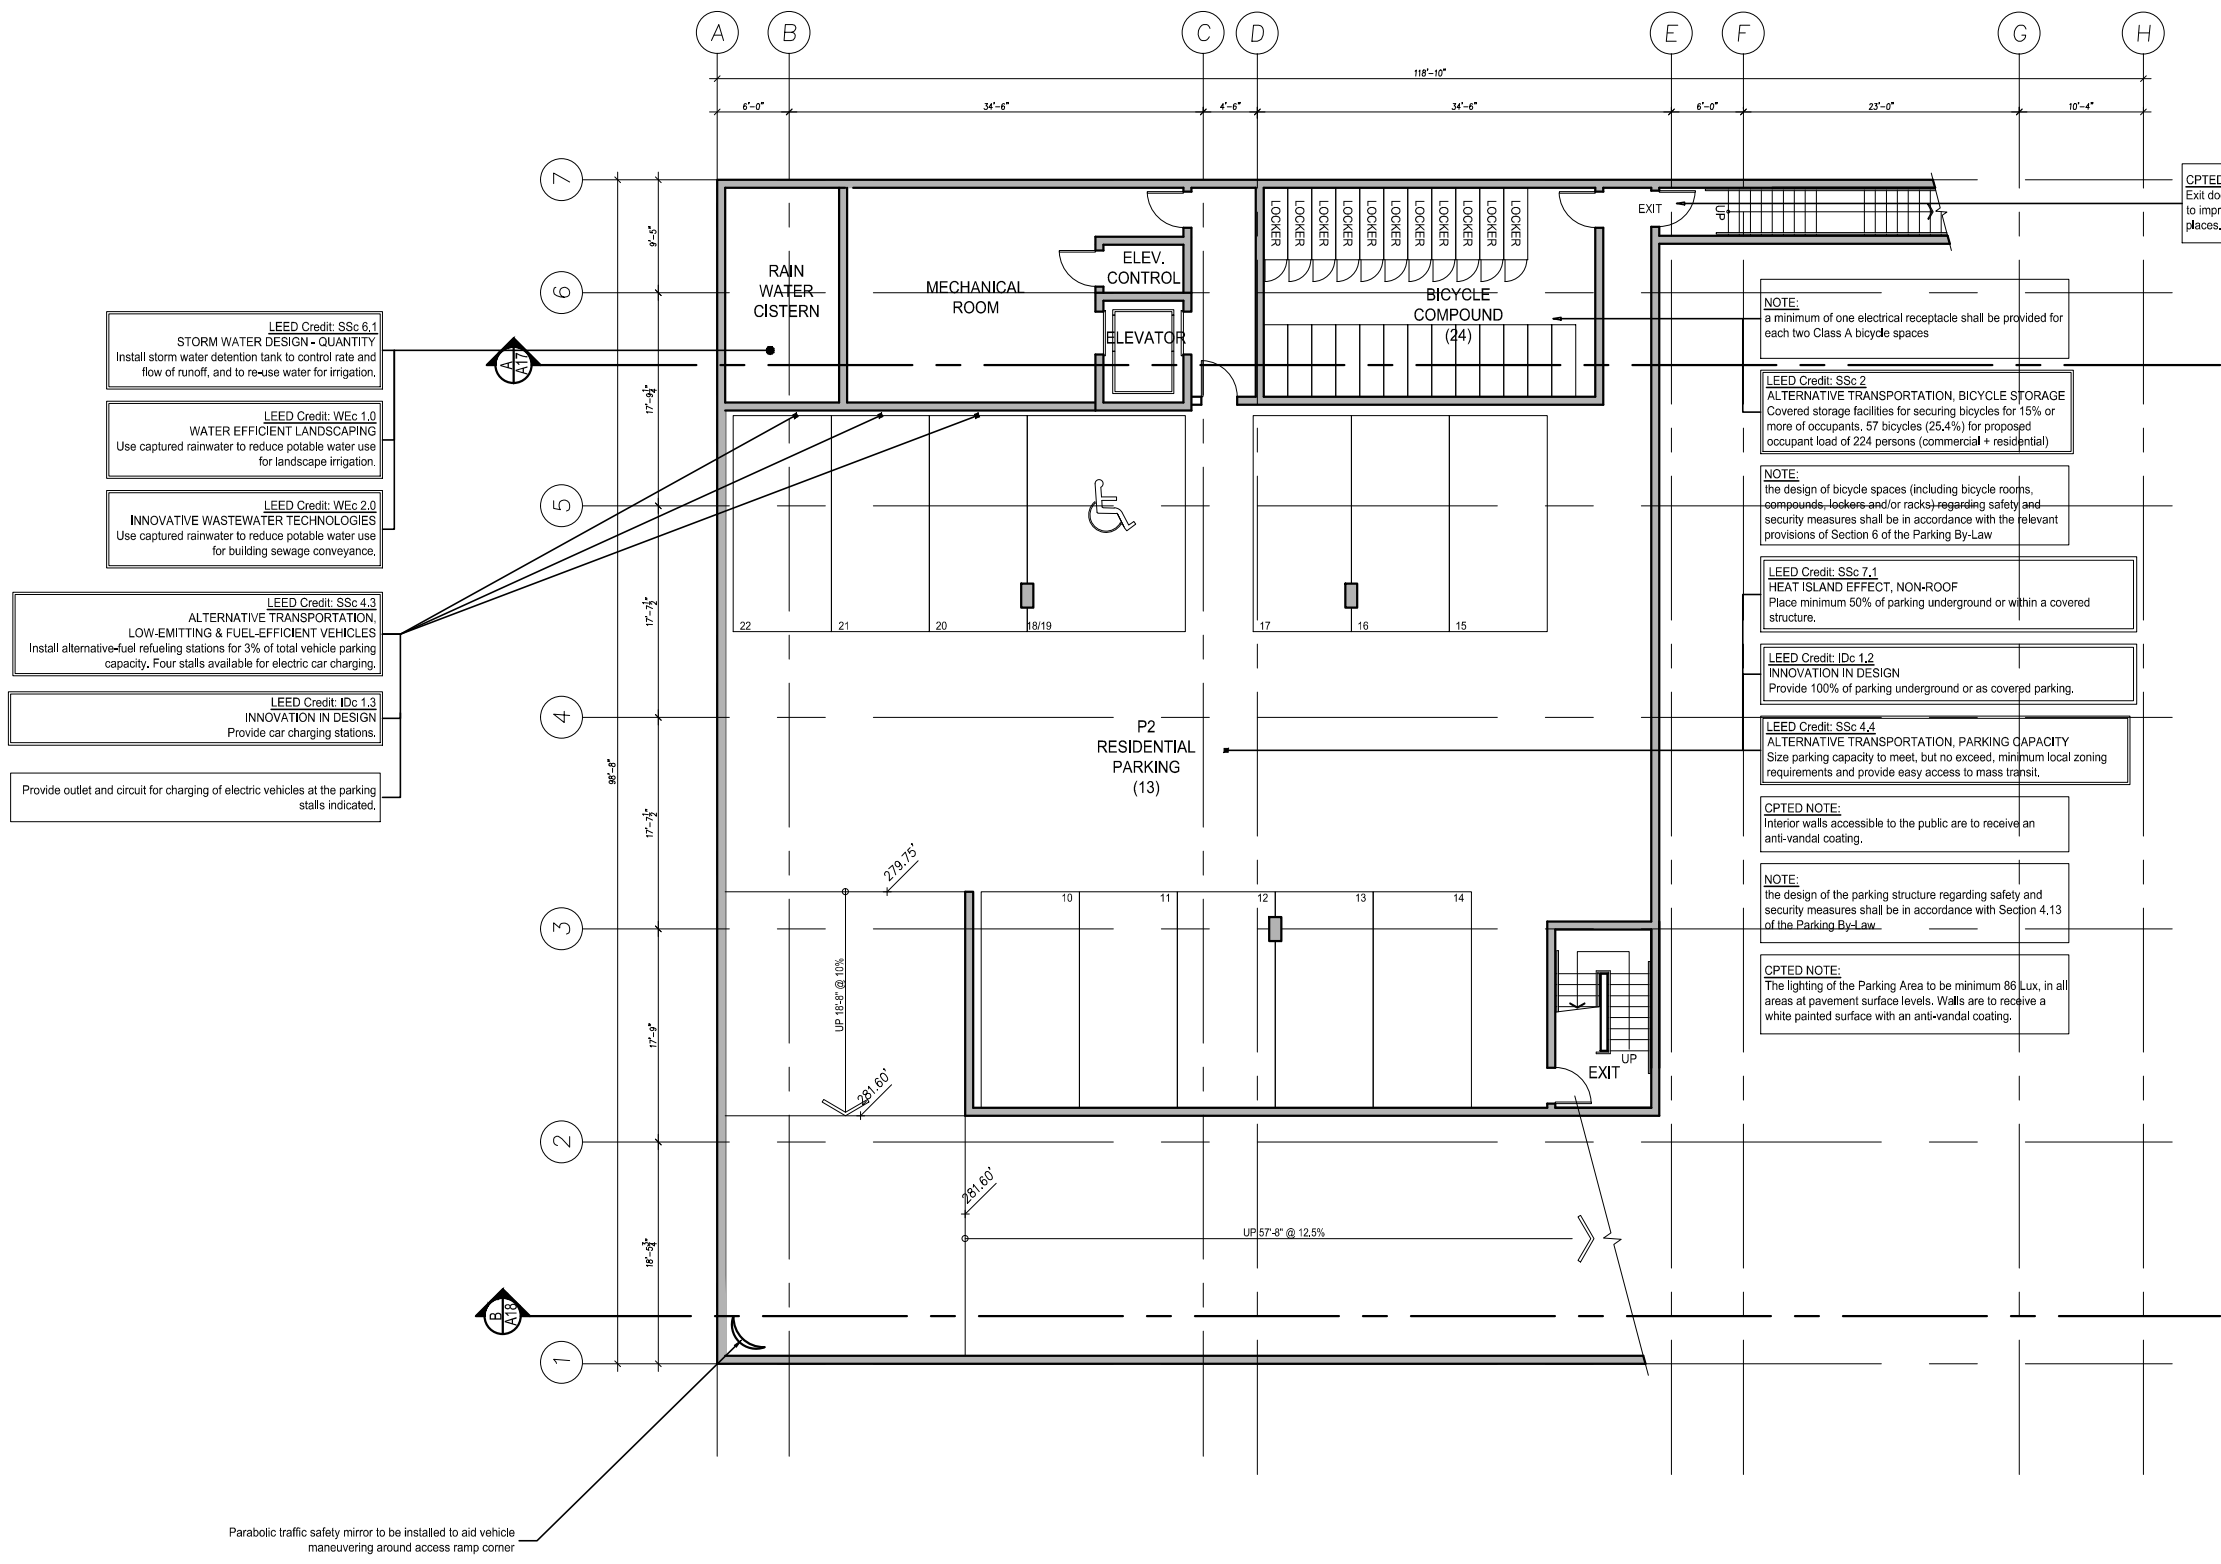 A
B
C
D
E
F
G
H
118'-10"
6'-0"
34'-6"
4'-6"
34'-6"
6'-0"
23'-0"
10'-4"
7
6
5
4
3
2
1
9'-5"
17'-9¼"
17'-7½"
17'-7½"
17'-9"
18'-5¾"
98'-8"
CPTED
Exit do
to impr
places.
RAIN
WATER
CISTERN
MECHANICAL
ROOM
ELEV.
CONTROL
ELEVATOR
LOCKER
LOCKER
LOCKER
LOCKER
LOCKER
LOCKER
LOCKER
LOCKER
LOCKER
LOCKER
LOCKER
BICYCLE
COMPOUND
(24)
EXIT
UP
A
A17
LEED Credit: SSc 6.1
STORM WATER DESIGN - QUANTITY
Install storm water detention tank to control rate and
flow of runoff, and to re-use water for irrigation.
LEED Credit: WEc 1.0
WATER EFFICIENT LANDSCAPING
Use captured rainwater to reduce potable water use
for landscape irrigation.
LEED Credit: WEc 2.0
INNOVATIVE WASTEWATER TECHNOLOGIES
Use captured rainwater to reduce potable water use
for building sewage conveyance.
LEED Credit: SSc 4.3
ALTERNATIVE TRANSPORTATION,
LOW-EMITTING & FUEL-EFFICIENT VEHICLES
Install alternative-fuel refueling stations for 3% of total vehicle parking
capacity. Four stalls available for electric car charging.
LEED Credit: IDc 1.3
INNOVATION IN DESIGN
Provide car charging stations.
Provide outlet and circuit for charging of electric vehicles at the parking
stalls indicated.
22
21
20
18/19
17
16
15
P2
RESIDENTIAL
PARKING
(13)
279.75'
10
11
12
13
14
UP 18'-8" @ 10%
281.60'
UP
EXIT
281.60'
UP 57'-8" @ 12.5%
B
A18
Parabolic traffic safety mirror to be installed to aid vehicle
maneuvering around access ramp corner
NOTE:
a minimum of one electrical receptacle shall be provided for
each two Class A bicycle spaces
LEED Credit: SSc 2
ALTERNATIVE TRANSPORTATION, BICYCLE STORAGE
Covered storage facilities for securing bicycles for 15% or
more of occupants. 57 bicycles (25.4%) for proposed
occupant load of 224 persons (commercial + residential)
NOTE:
the design of bicycle spaces (including bicycle rooms,
compounds, lockers and/or racks) regarding safety and
security measures shall be in accordance with the relevant
provisions of Section 6 of the Parking By-Law
LEED Credit: SSc 7.1
HEAT ISLAND EFFECT, NON-ROOF
Place minimum 50% of parking underground or within a covered
structure.
LEED Credit: IDc 1.2
INNOVATION IN DESIGN
Provide 100% of parking underground or as covered parking.
LEED Credit: SSc 4.4
ALTERNATIVE TRANSPORTATION, PARKING CAPACITY
Size parking capacity to meet, but no exceed, minimum local zoning
requirements and provide easy access to mass transit.
CPTED NOTE:
Interior walls accessible to the public are to receive an
anti-vandal coating.
NOTE:
the design of the parking structure regarding safety and
security measures shall be in accordance with Section 4.13
of the Parking By-Law
CPTED NOTE:
The lighting of the Parking Area to be minimum 86 Lux, in all
areas at pavement surface levels. Walls are to receive a
white painted surface with an anti-vandal coating.